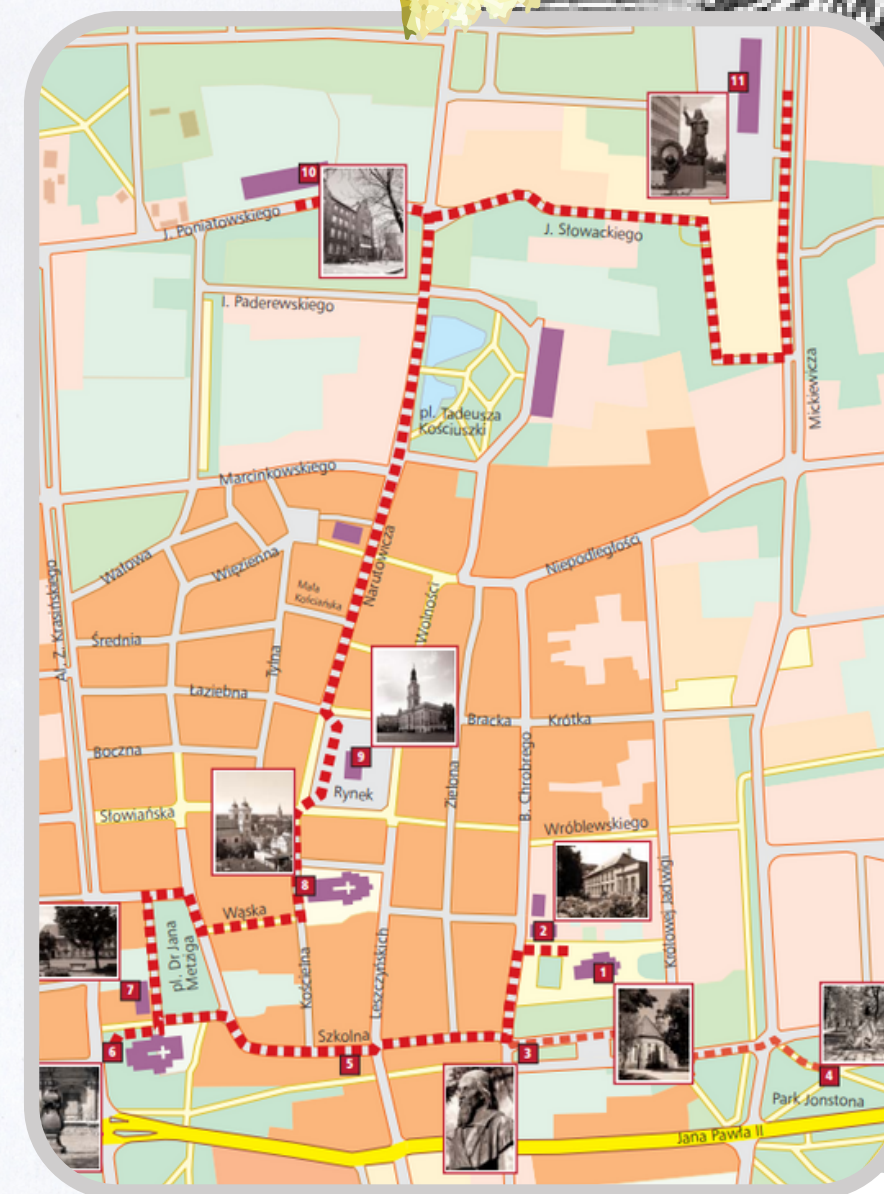 11
10
J. Poniatowskiego
J. Słowackiego
I. Paderewskiego
Mickiewicza
pl. Tadeusza
Kościuszki
Marcinkowskiego
Narutowicza
Niepodległości
Wałowa
Więzienna
Al. Z. Krasińskiego
Mała
Kościańska
Wolności
Średnia
Tylna
Łaziebna
Bracka
Krótka
Boczna
9
Rynek
Zielona
B. Chrobrego
Słowiańska
Wróblewskiego
8
Królowej Jadwigi
Wąska
pl. Dr Jana
Metziga
Kościelna
Leszczyńskich
2
1
7
Szkolna
6
5
3
4
Park Jonstona
Jana Pawła II